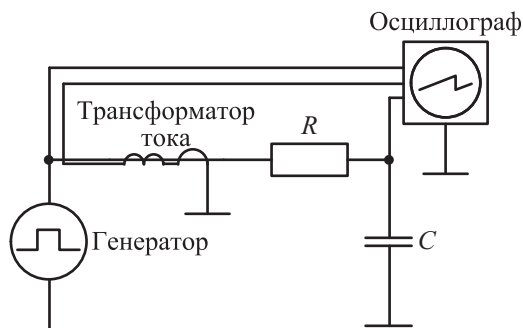 Осциллограф
Трансформатор
тока
R
Генератор
C